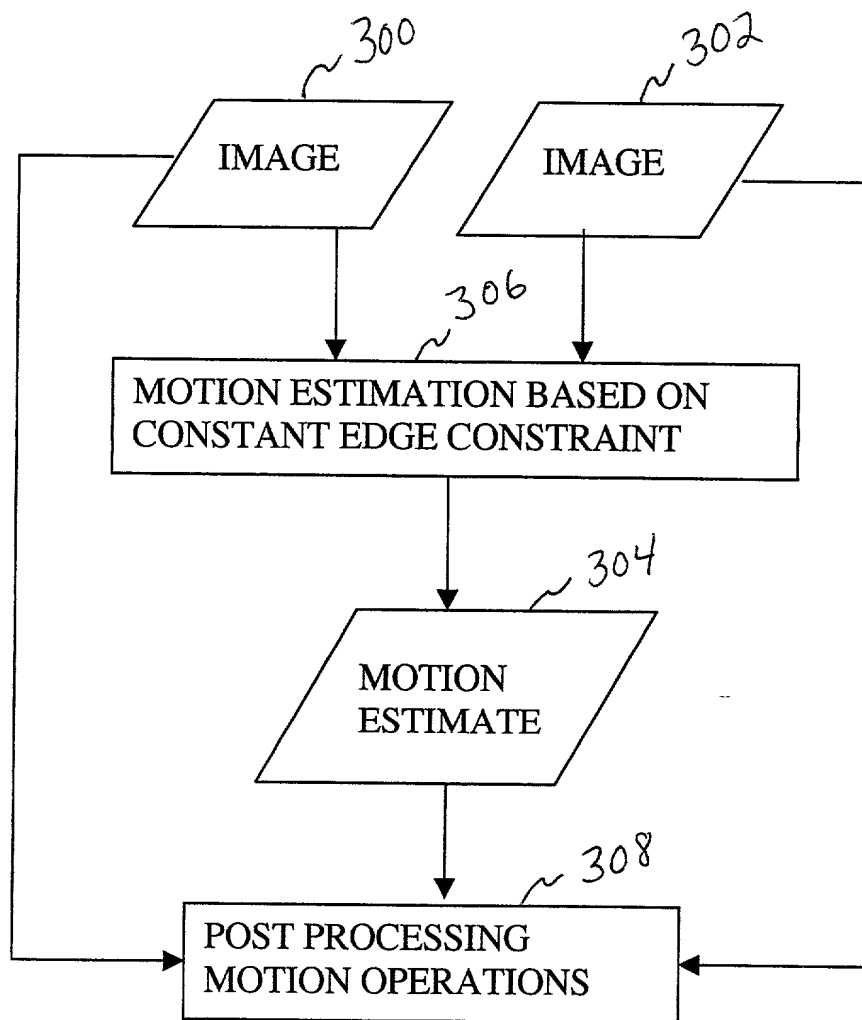 300
302
IMAGE
IMAGE
306
MOTION ESTIMATION BASED ON
CONSTANT EDGE CONSTRAINT
304
MOTION
ESTIMATE
308
POST PROCESSING
MOTION OPERATIONS